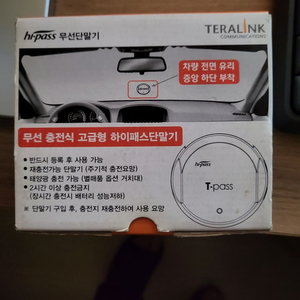 hi-pass 무선단말기
TERALINK
COMMUNICATIONS
차량 전면 유리
중앙 하단 부착
무선 충전식 고급형 하이패스단말기
• 반드시 등록 후 사용 가능
• 재충전가능 단말기 (주기적 충전요망)
• 태양광 충전 가능 (별매품 옵션 거치대)
• 2시간 이상 충전금지
(장시간 충전시 배터리 성능저하)
※ 단말기 구입 후, 충전지 재충전하여 사용 요망
hi-pass
T-pass